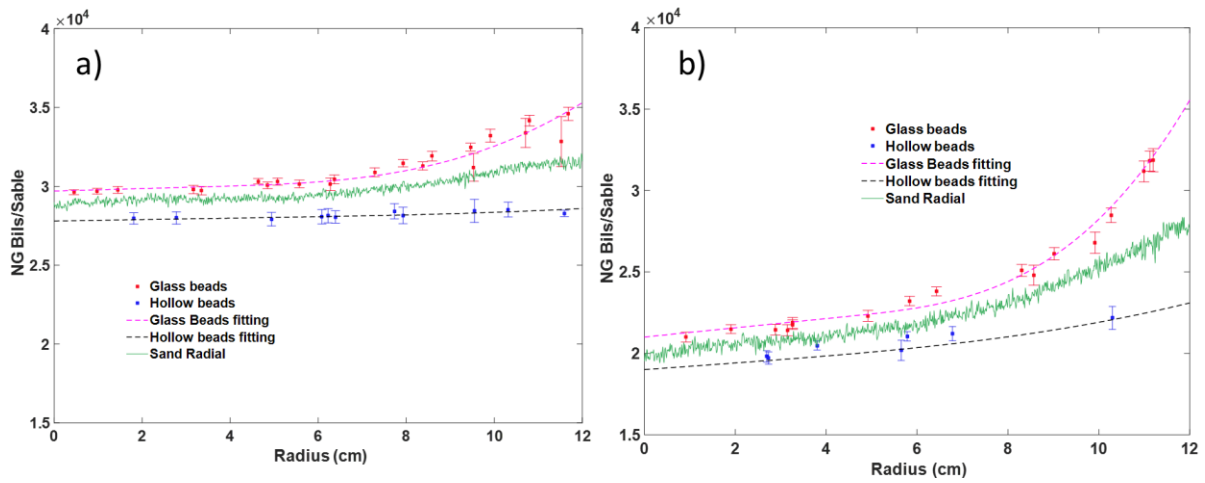 ×10⁴
4
a)
3.5
3
2.5
2
1.5
NG Bils/Sable
Glass beads
Hollow beads
Glass Beads fitting
Hollow beads fitting
Sand Radial
0 2 4 6 8 10 12
Radius (cm)
×10⁴
4
b)
3.5
3
2.5
2
1.5
NG Bils/Sable
Glass beads
Hollow beads
Glass Beads fitting
Hollow beads fitting
Sand Radial
0 2 4 6 8 10 12
Radius (cm)